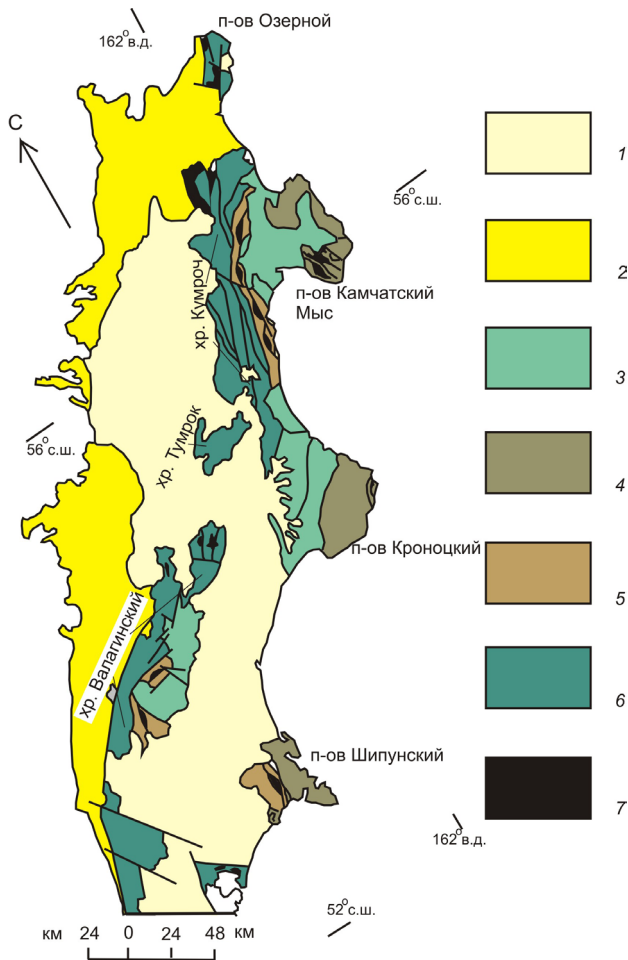 п-ов Озерной
162°в.д.
С
1
56°с.ш.
2
п-ов Камчатский
Мыс
хр. Кумроч
3
хр. Тумрок
56°с.ш.
4
п-ов Кроноцкий
5
хр. Валагинский
6
п-ов Шипунский
7
162°в.д.
52°с.ш.
км 24 0 24 48 км